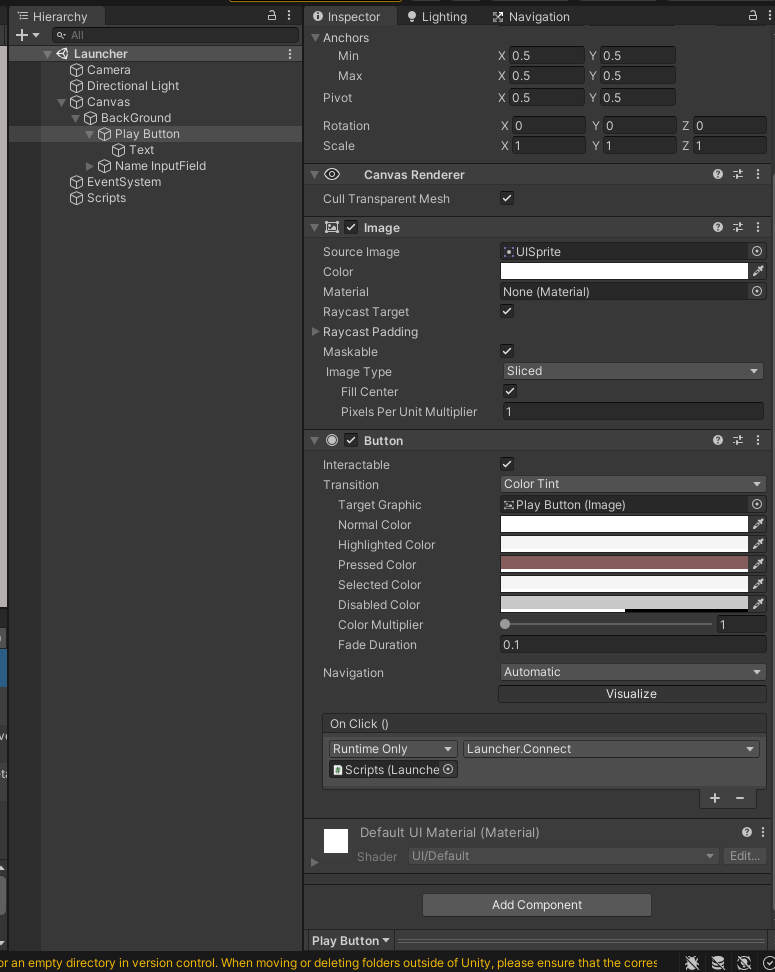 Hierarchy
All
Launcher
Camera
Directional Light
Canvas
BackGround
Play Button
Text
Name InputField
EventSystem
Scripts
Inspector
Lighting
Navigation
Anchors
Min X 0.5 Y 0.5
Max X 0.5 Y 0.5
Pivot X 0.5 Y 0.5
Rotation X 0 Y 0 Z 0
Scale X 1 Y 1 Z 1
Canvas Renderer
Cull Transparent Mesh
Image
Source Image UISprite
Color
Material None (Material)
Raycast Target
Raycast Padding
Maskable
Image Type Sliced
Fill Center
Pixels Per Unit Multiplier 1
Button
Interactable
Transition Color Tint
Target Graphic Play Button (Image)
Normal Color
Highlighted Color
Pressed Color
Selected Color
Disabled Color
Color Multiplier 1
Fade Duration 0.1
Navigation Automatic
Visualize
On Click ()
Runtime Only Launcher.Connect
Scripts (Launche
Default UI Material (Material)
Shader UI/Default Edit...
Add Component
Play Button
or an empty directory in version control. When moving or deleting folders outside of Unity, please ensure that the corres